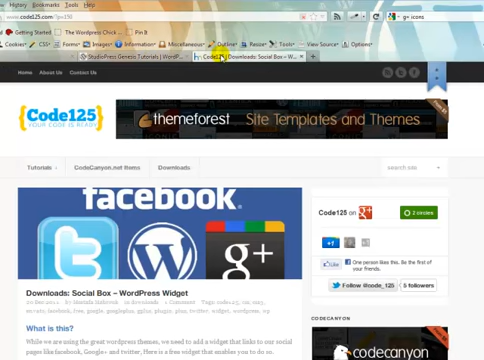 History Bookmarks Tools Help
www.code125.com/?p=150
g+ icons
Getting Started The Wordpress Chick ... Pin It
Cookies▾ CSS▾ Forms▾ Images▾ Information▾ Miscellaneous▾ Outline▾ Resize▾ Tools▾ View Source▾ Options▾
StudioPress Genesis Tutorials | WordP... Code125 Downloads: Social Box – W...
Home About Us Contact Us
{Code125}
YOUR CODE IS READY
themeforest Site Templates and Themes
Tutorials CodeCanyon.net Items Downloads search site
facebook.
g+
Code125 on g+ 2 circles
+1
Like One person likes this. Be the first of
your friends.
Follow @code_125 5 followers
Downloads: Social Box – WordPress Widget
CODECANYON
What is this?
While we are using the great wordpress themes, we need to add a widget that links to our social
like facebook, Google+ and twitter, Here is a free widget that enables you to do so.
codecanyon